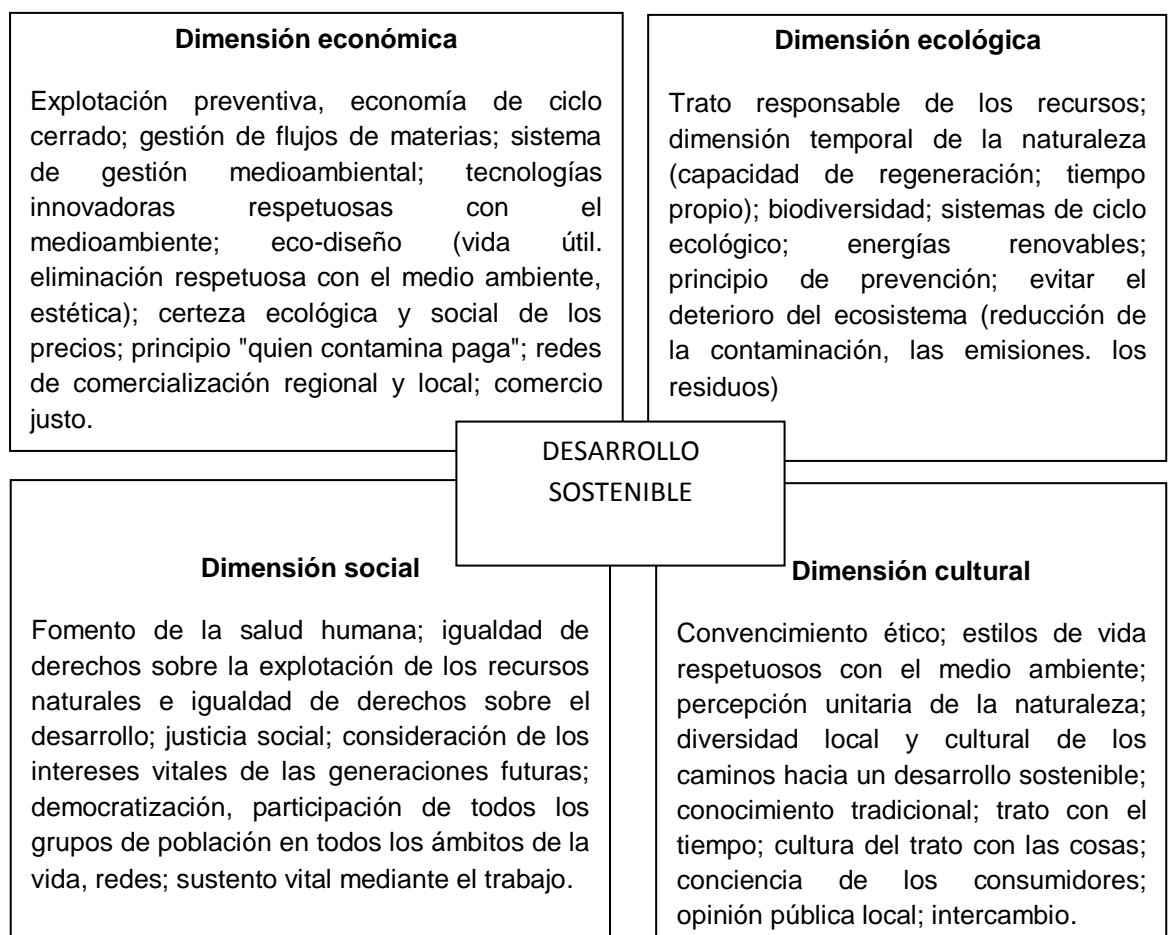 Dimensión económica
Explotación preventiva, economía de ciclo
cerrado; gestión de flujos de materias; sistema
de gestión medioambiental; tecnologías
innovadoras respetuosas con el
medioambiente; eco-diseño (vida útil.
eliminación respetuosa con el medio ambiente,
estética); certeza ecológica y social de los
precios; principio "quien contamina paga"; redes
de comercialización regional y local; comercio
justo.
Dimensión ecológica
Trato responsable de los recursos;
dimensión temporal de la naturaleza
(capacidad de regeneración; tiempo
propio); biodiversidad; sistemas de ciclo
ecológico; energías renovables;
principio de prevención; evitar el
deterioro del ecosistema (reducción de
la contaminación, las emisiones. los
residuos)
DESARROLLO
SOSTENIBLE
Dimensión social
Fomento de la salud humana; igualdad de
derechos sobre la explotación de los recursos
naturales e igualdad de derechos sobre el
desarrollo; justicia social; consideración de los
intereses vitales de las generaciones futuras;
democratización, participación de todos los
grupos de población en todos los ámbitos de la
vida, redes; sustento vital mediante el trabajo.
Dimensión cultural
Convencimiento ético; estilos de vida
respetuosos con el medio ambiente;
percepción unitaria de la naturaleza;
diversidad local y cultural de los
caminos hacia un desarrollo sostenible;
conocimiento tradicional; trato con el
tiempo; cultura del trato con las cosas;
conciencia de los consumidores;
opinión pública local; intercambio.